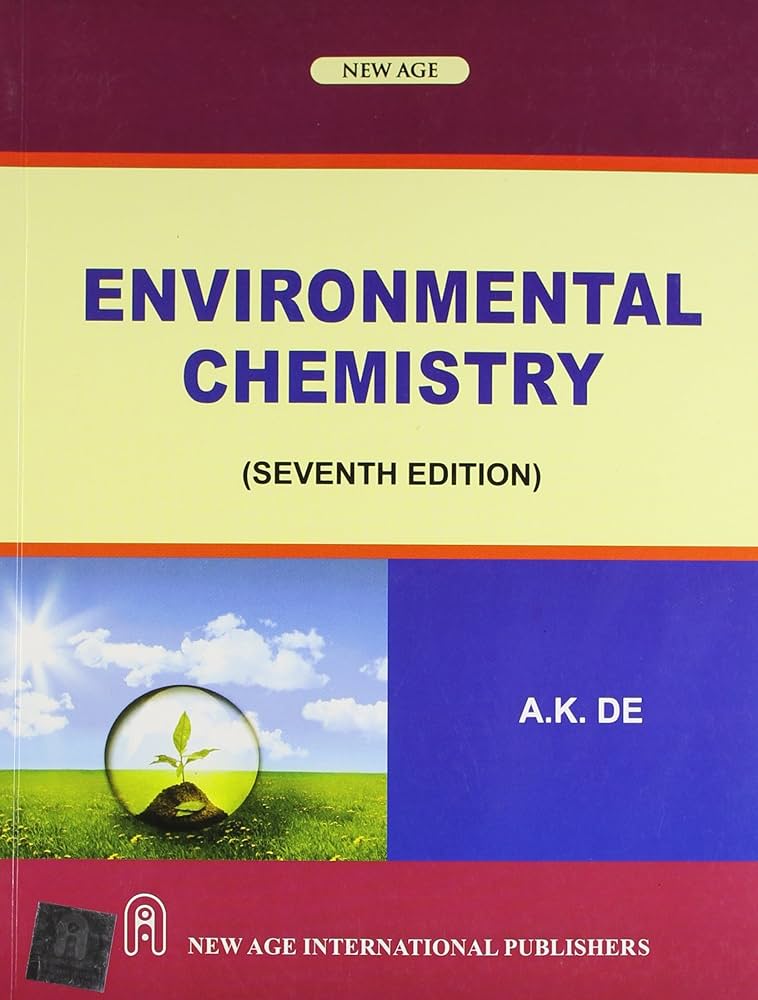 NEW AGE
ENVIRONMENTAL
CHEMISTRY
(SEVENTH EDITION)
A.K. DE
NEW AGE INTERNATIONAL PUBLISHERS